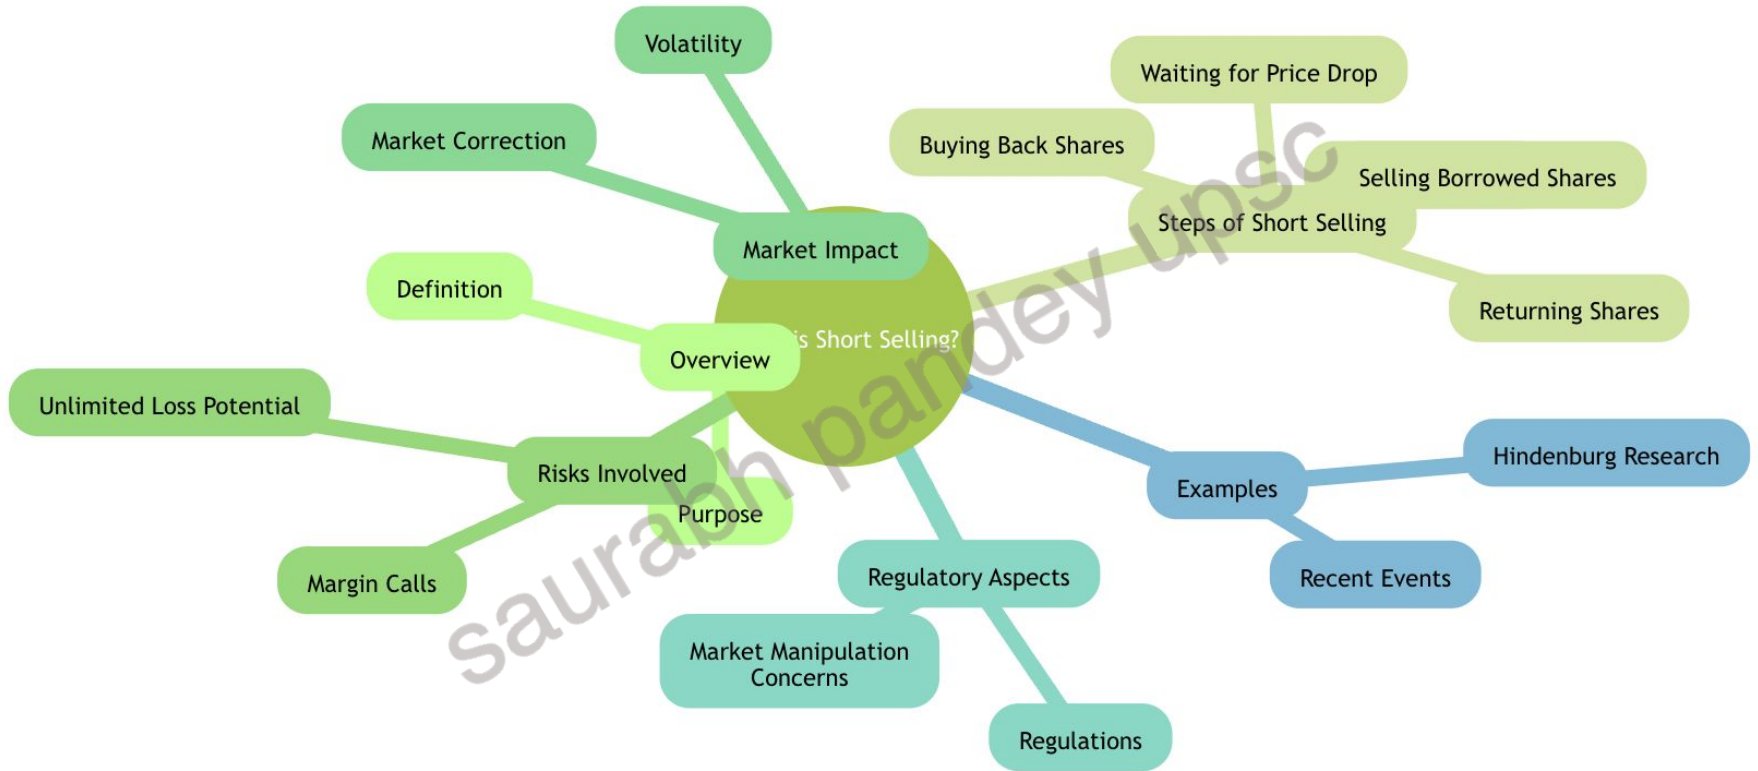 Volatility
Waiting for Price Drop
Market Correction
Buying Back Shares
Selling Borrowed Shares
Steps of Short Selling
Market Impact
Definition
Returning Shares
is Short Selling?
Overview
Unlimited Loss Potential
Hindenburg Research
Risks Involved
Examples
Purpose
Margin Calls
Regulatory Aspects
Recent Events
Market Manipulation
Concerns
Regulations
saurabh pandey upsc